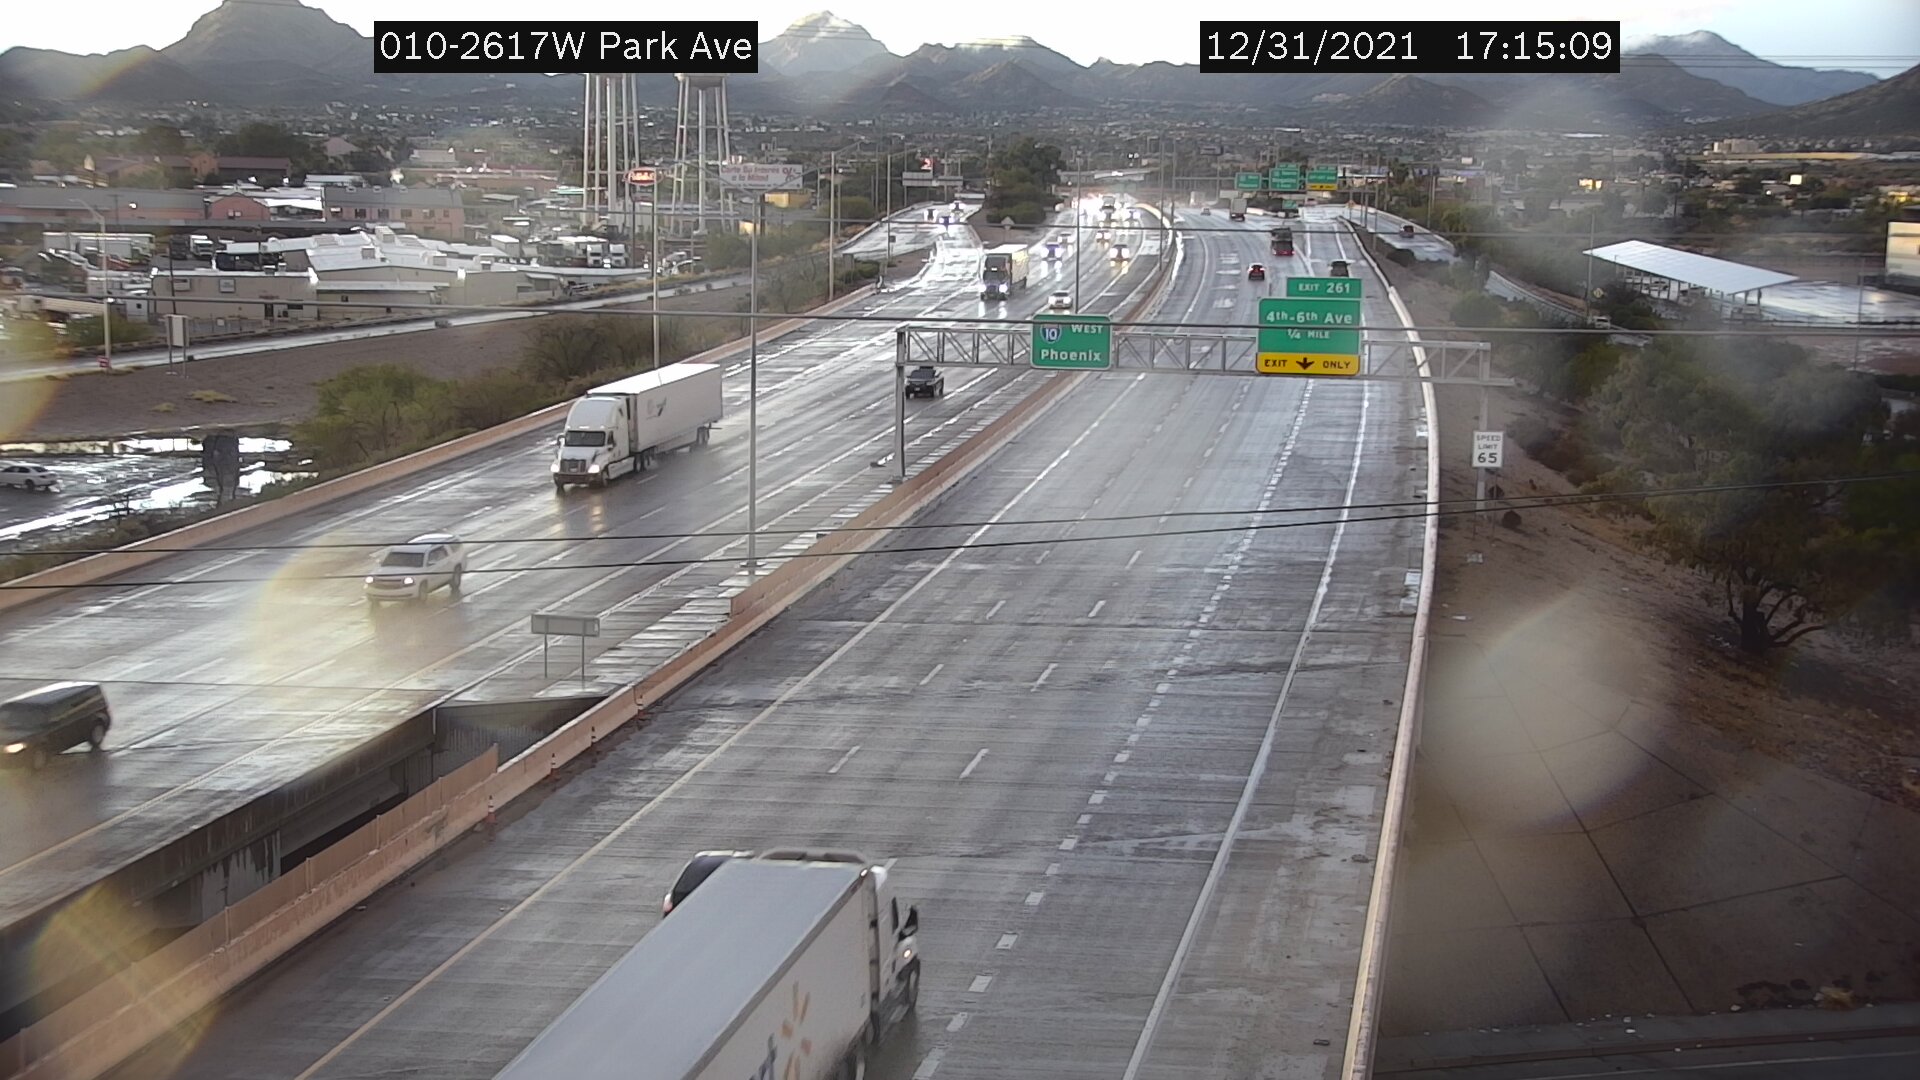 010-2617W Park Ave
12/31/2021 17:15:09
EXIT 261
4th-6th Ave
1/4 MILE
EXIT ONLY
10 WEST
Phoenix
SPEED
LIMIT
65